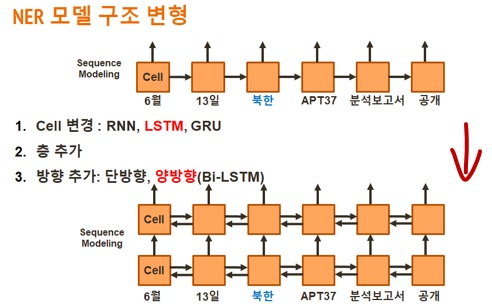 NER 모델 구조 변형
Sequence
Modeling
Cell
6월 13일 북한 APT37 분석보고서 공개
1. Cell 변경 : RNN, LSTM, GRU
2. 층 추가
3. 방향 추가: 단방향, 양방향(Bi-LSTM)
Cell
Sequence
Modeling
Cell
6월 13일 북한 APT37 분석보고서 공개